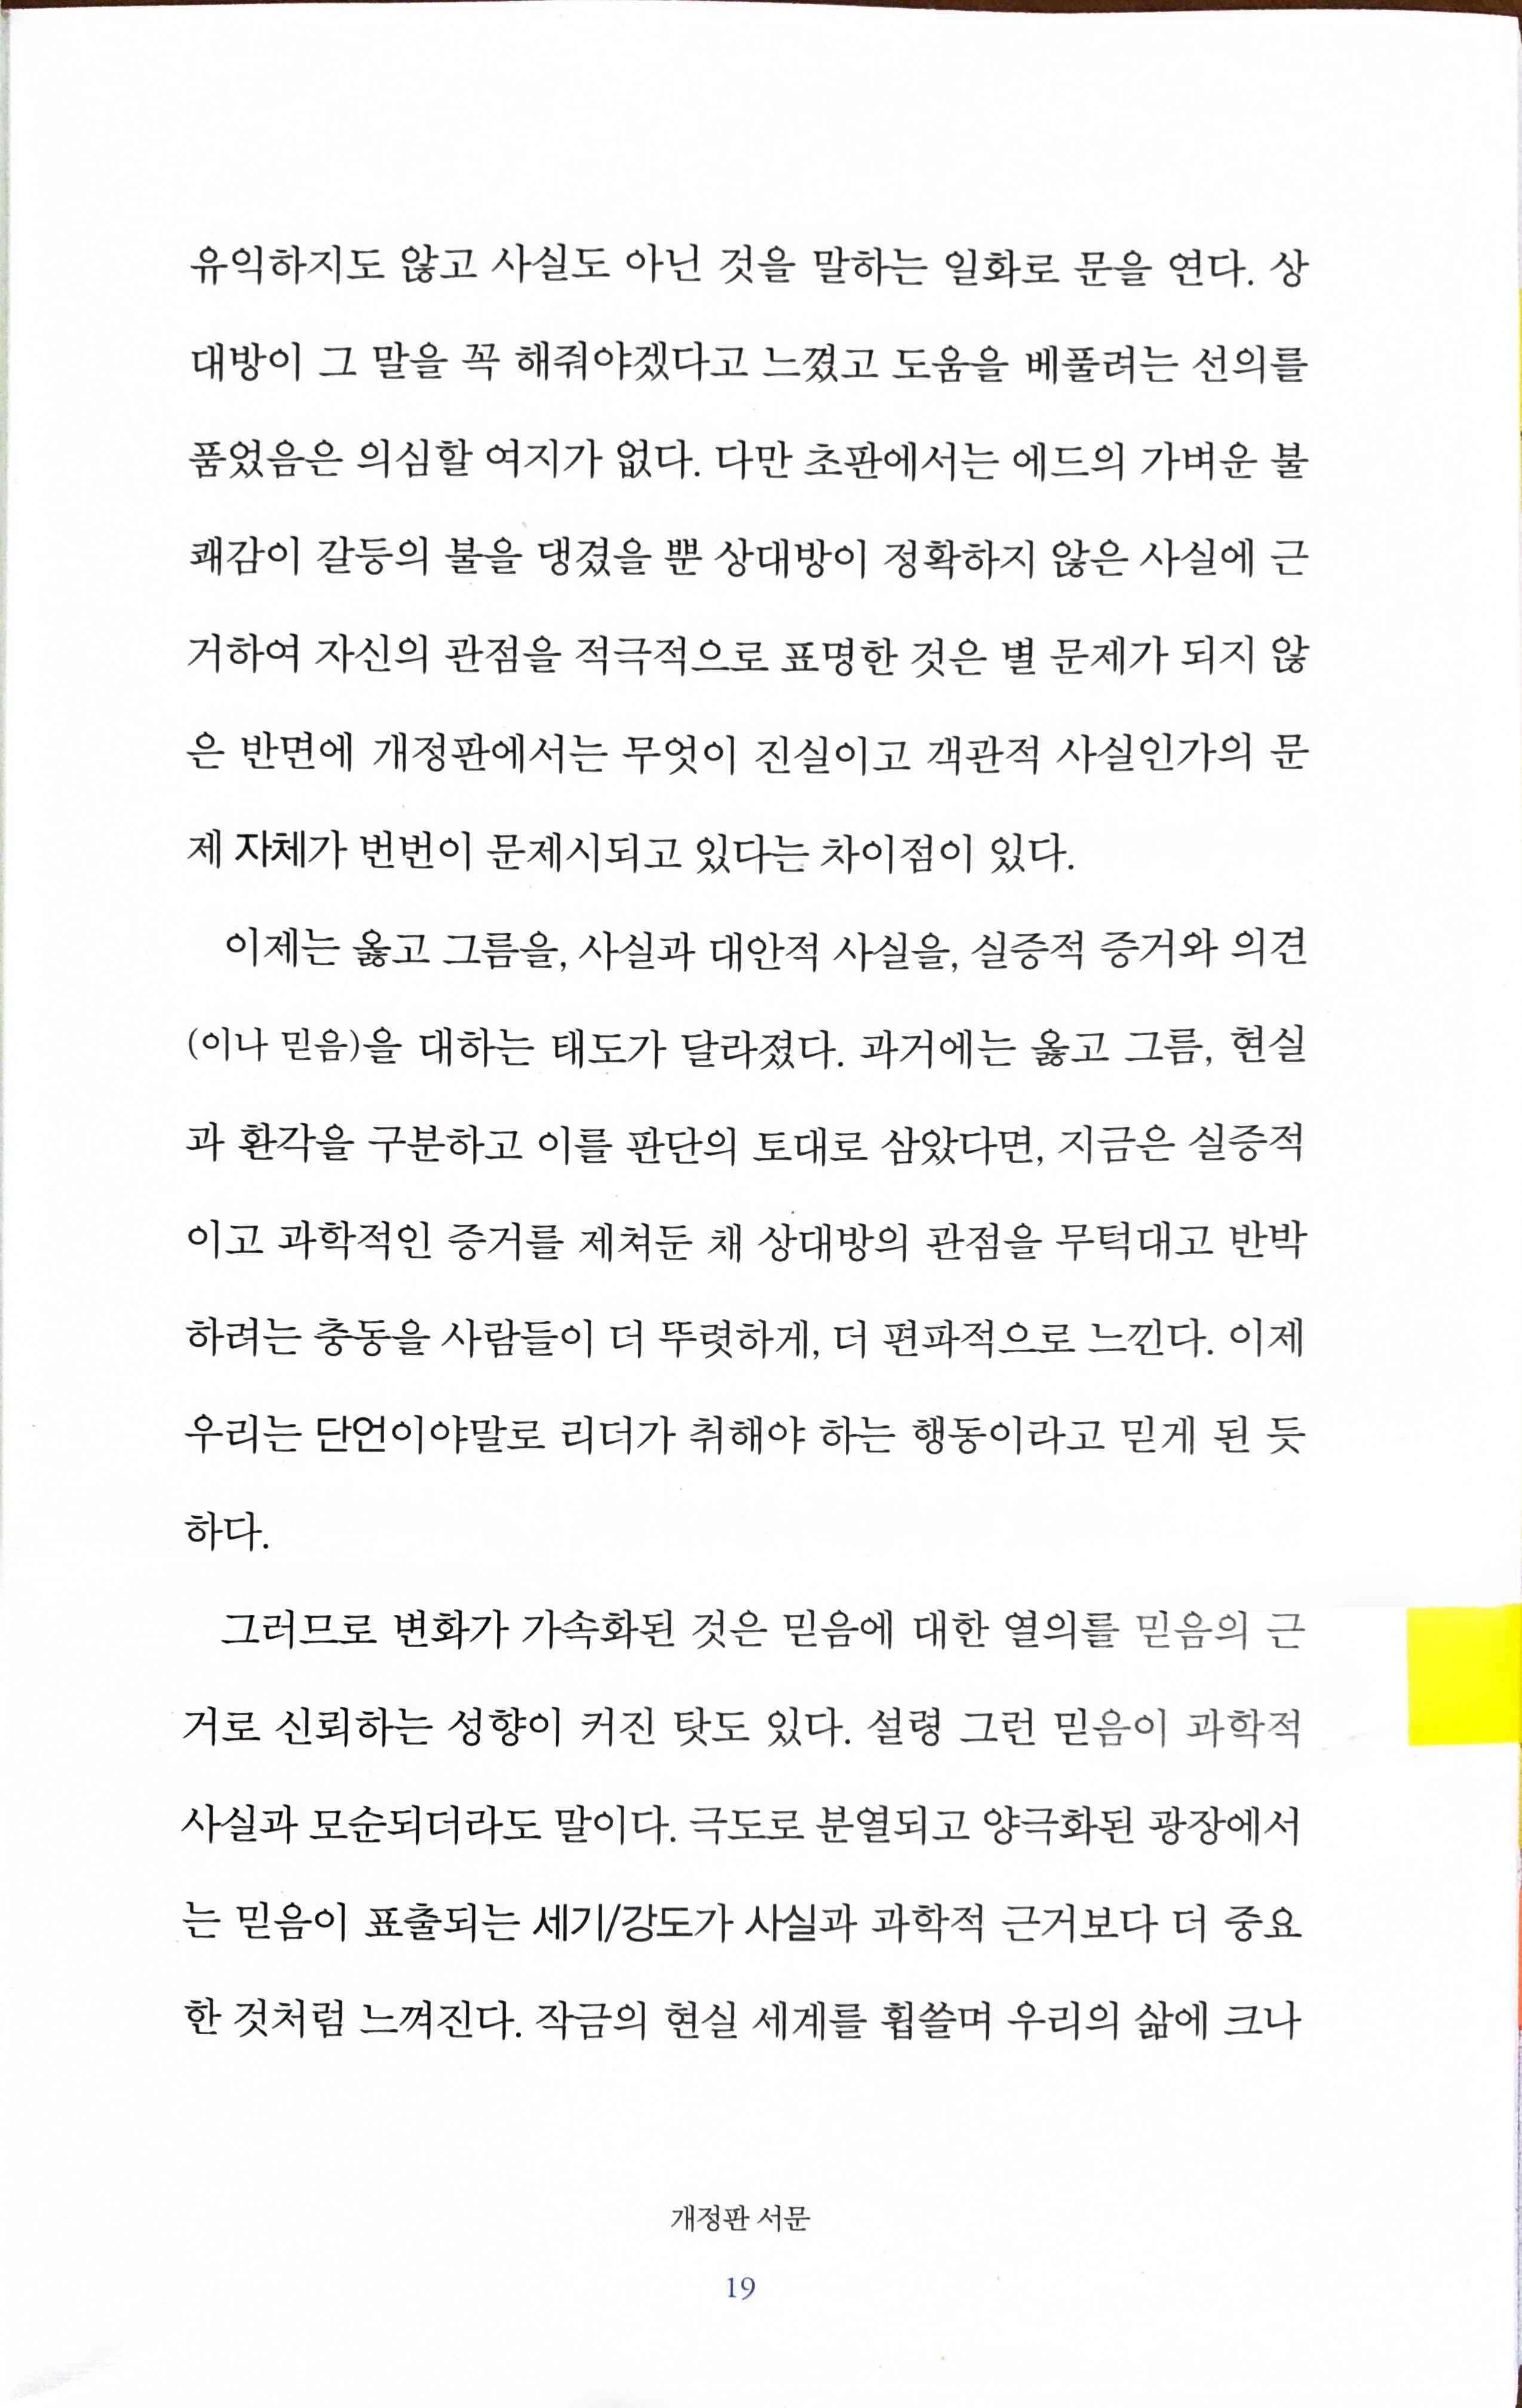 유익하지도 않고 사실도 아닌 것을 말하는 일화로 문을 연다. 상
대방이 그 말을 꼭 해줘야겠다고 느꼈고 도움을 베풀려는 선의를
품었음은 의심할 여지가 없다. 다만 초판에서는 에드의 가벼운 불
쾌감이 갈등의 불을 댕겼을 뿐 상대방이 정확하지 않은 사실에 근
거하여 자신의 관점을 적극적으로 표명한 것은 별 문제가 되지 않
은 반면에 개정판에서는 무엇이 진실이고 객관적 사실인가의 문
제 자체가 번번이 문제시되고 있다는 차이점이 있다.
이제는 옳고 그름을, 사실과 대안적 사실을, 실증적 증거와 의견
(이나 믿음)을 대하는 태도가 달라졌다. 과거에는 옳고 그름, 현실
과 환각을 구분하고 이를 판단의 토대로 삼았다면, 지금은 실증적
이고 과학적인 증거를 제쳐둔 채 상대방의 관점을 무턱대고 반박
하려는 충동을 사람들이 더 뚜렷하게, 더 편파적으로 느낀다. 이제
우리는 단언이야말로 리더가 취해야 하는 행동이라고 믿게 된 듯
하다.
그러므로 변화가 가속화된 것은 믿음에 대한 열의를 믿음의 근
거로 신뢰하는 성향이 커진 탓도 있다. 설령 그런 믿음이 과학적
사실과 모순되더라도 말이다. 극도로 분열되고 양극화된 광장에서
는 믿음이 표출되는 세기/강도가 사실과 과학적 근거보다 더 중요
한 것처럼 느껴진다. 작금의 현실 세계를 휩쓸며 우리의 삶에 크나
개정판 서문
19